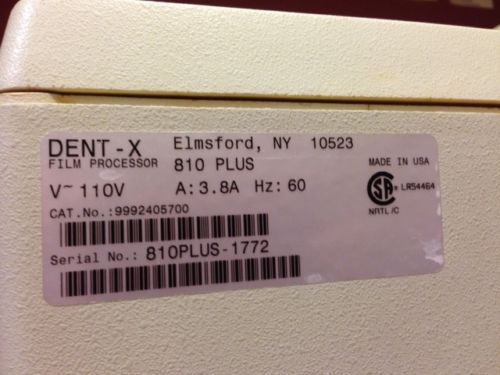 DENT-X Elmsford, NY 10523
FILM PROCESSOR 810 PLUS
MADE IN USA
V~ 110V A: 3.8A Hz: 60
SA ® LR54464
NRTL/C
CAT.No.:9992405700
Serial No.: 810PLUS-1772